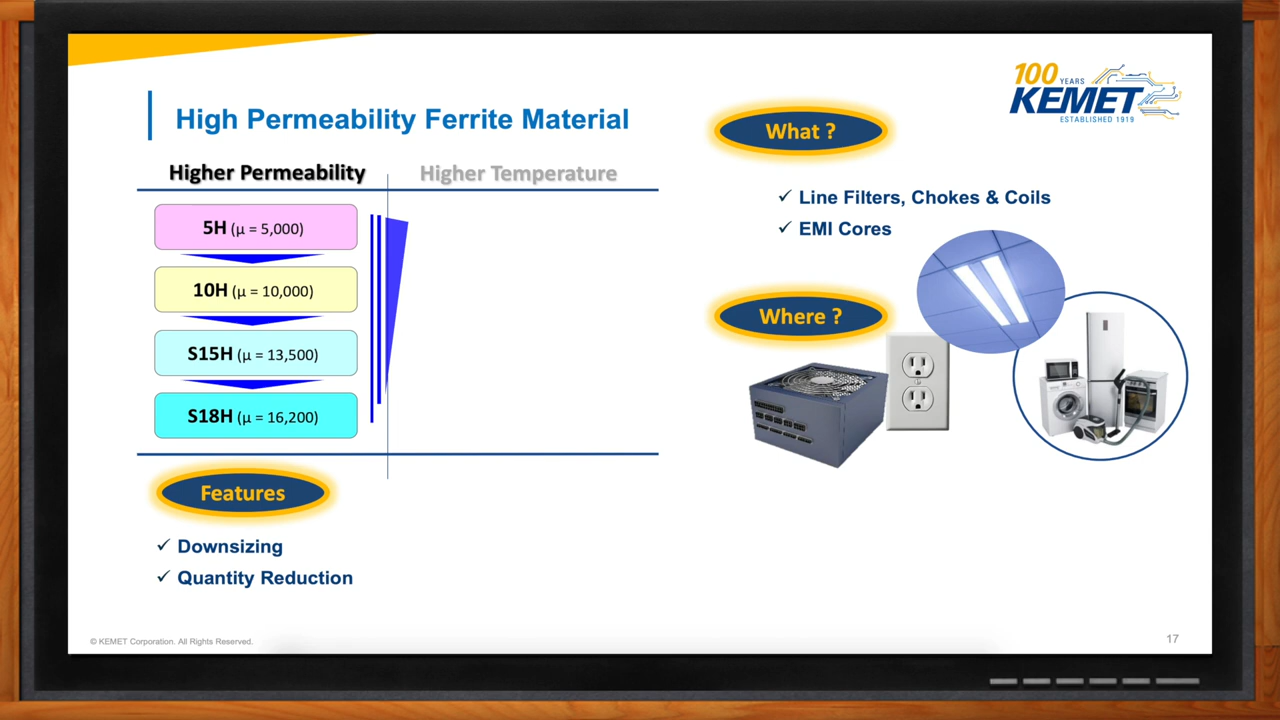 100 YEARS
KEMET
ESTABLISHED 1919
High Permeability Ferrite Material
Higher Permeability
Higher Temperature
5H (μ = 5,000)
10H (μ = 10,000)
S15H (μ = 13,500)
S18H (μ = 16,200)
Features
✓ Downsizing
✓ Quantity Reduction
What ?
✓ Line Filters, Chokes & Coils
✓ EMI Cores
Where ?
© KEMET Corporation. All Rights Reserved.
17